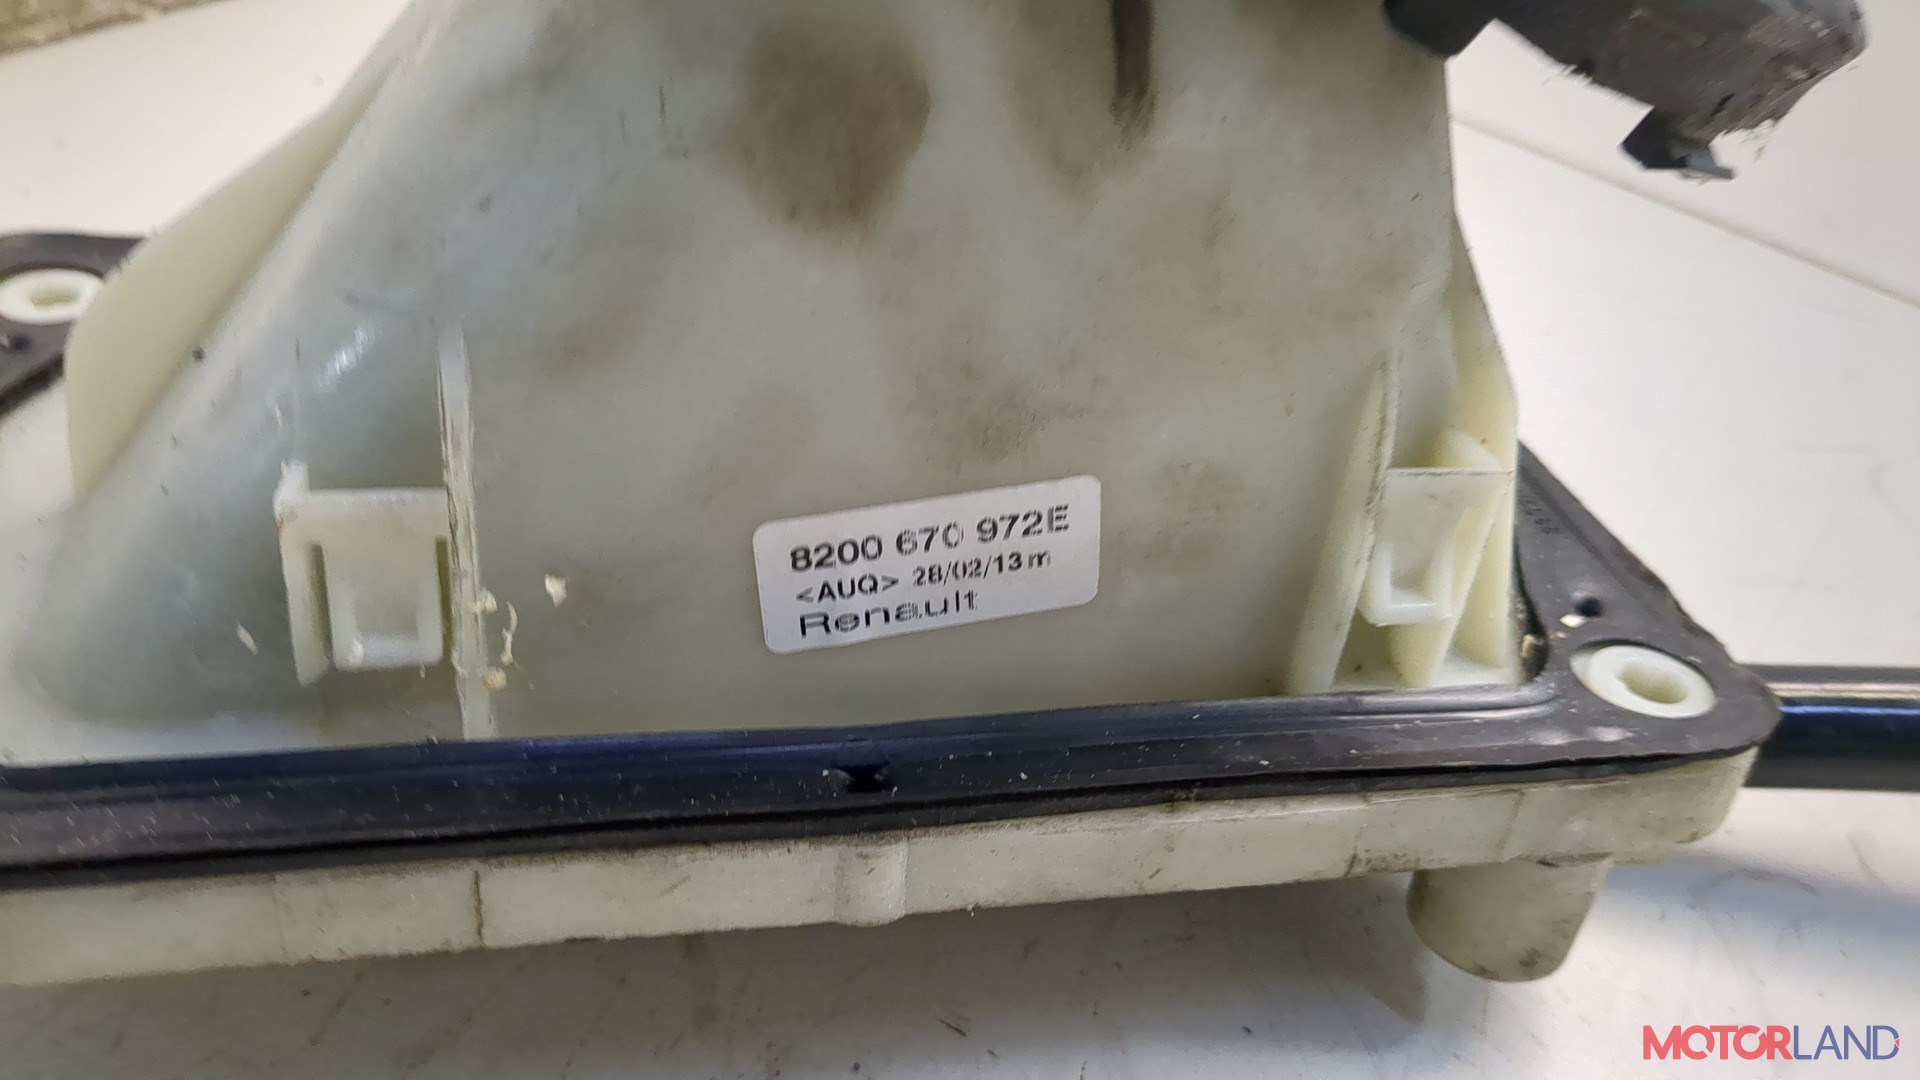 8200 670 972E
<AUQ> 28/02/13 m
Renault
MOTORLAND